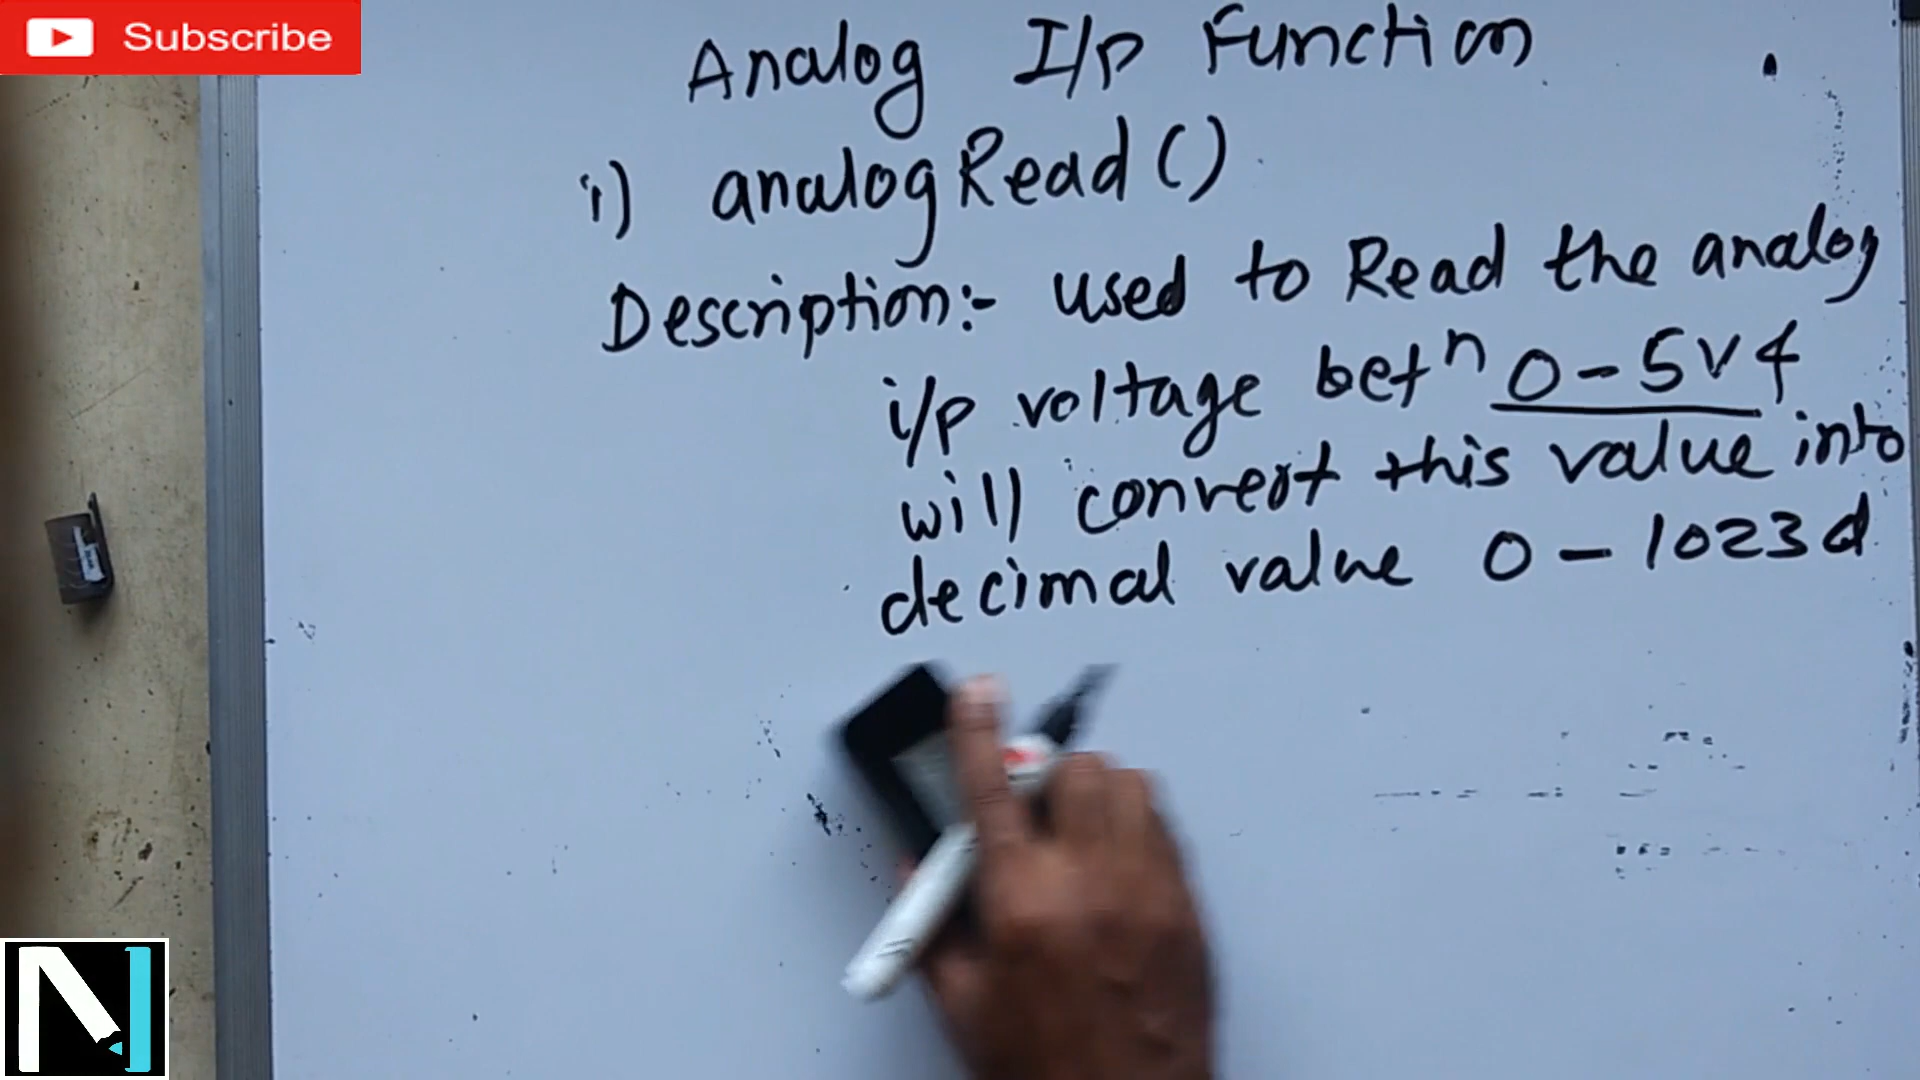 Subscribe
Analog I/p Function
1) analogRead()
Description:- used to Read the analog
i/p voltage betⁿ 0-5V &
will convert this value into
decimal value 0-1023d